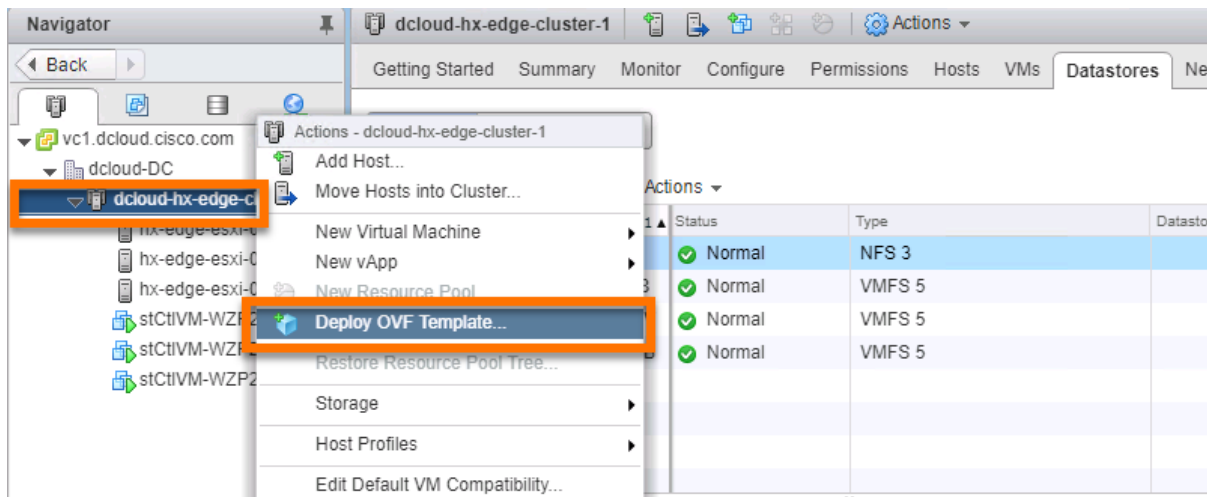 Navigator
dcloud-hx-edge-cluster-1
Actions
Back
Getting Started Summary Monitor Configure Permissions Hosts VMs Datastores Ne
vc1.dcloud.cisco.com
dcloud-DC
dcloud-hx-edge-c
hx-edge-esxi-0
hx-edge-esxi-0
hx-edge-esxi-0
stCtlVM-WZP2
stCtlVM-WZP2
stCtlVM-WZP2
Actions - dcloud-hx-edge-cluster-1
Add Host...
Move Hosts into Cluster...
New Virtual Machine
New vApp
New Resource Pool
Deploy OVF Template...
Restore Resource Pool Tree...
Storage
Host Profiles
Edit Default VM Compatibility...
Actions
1 Status Type Datasto
Normal NFS 3
3 Normal VMFS 5
Normal VMFS 5
Normal VMFS 5